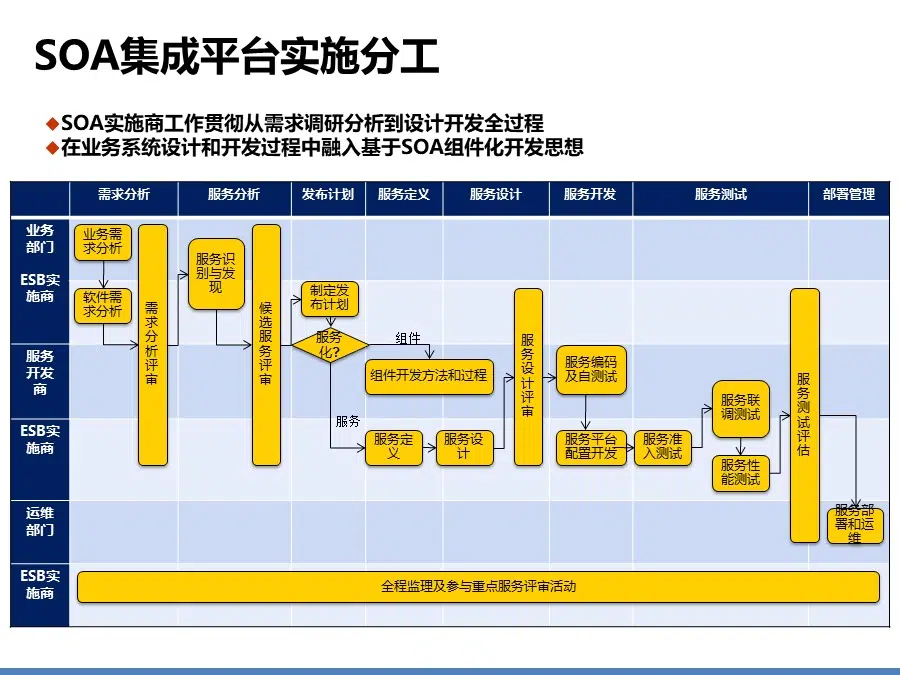 SOA集成平台实施分工
◆SOA实施商工作贯彻从需求调研分析到设计开发全过程
◆在业务系统设计和开发过程中融入基于SOA组件化开发思想
需求分析
服务分析
发布计划
服务定义
服务设计
服务开发
服务测试
部署管理
业务
部门
ESB实
施商
业务需
求分析
软件需
求分析
需求分析评审
服务识
别与发
现
候选服务评审
制定发
布计划
服务
化?
组件
服务
服务
开发
商
组件开发方法和过程
服务设计评审
服务编码
及自测试
服务联
调测试
服务测试评估
ESB实
施商
服务定
义
服务设
计
服务平台
配置开发
服务准
入测试
服务性
能测试
运维
部门
服务部
署和运
维
ESB实
施商
全程监理及参与重点服务评审活动